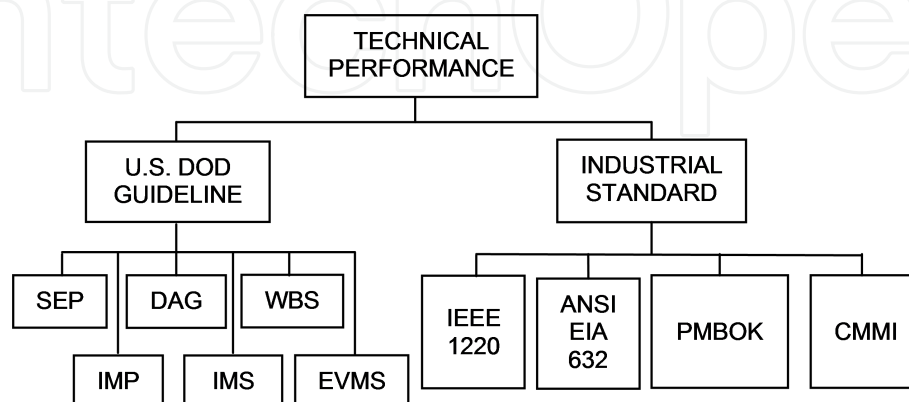 ntechOpe
TECHNICAL
PERFORMANCE
U.S. DOD
GUIDELINE
INDUSTRIAL
STANDARD
SEP
DAG
WBS
IMP
IMS
EVMS
IEEE
1220
ANSI
EIA
632
PMBOK
CMMI